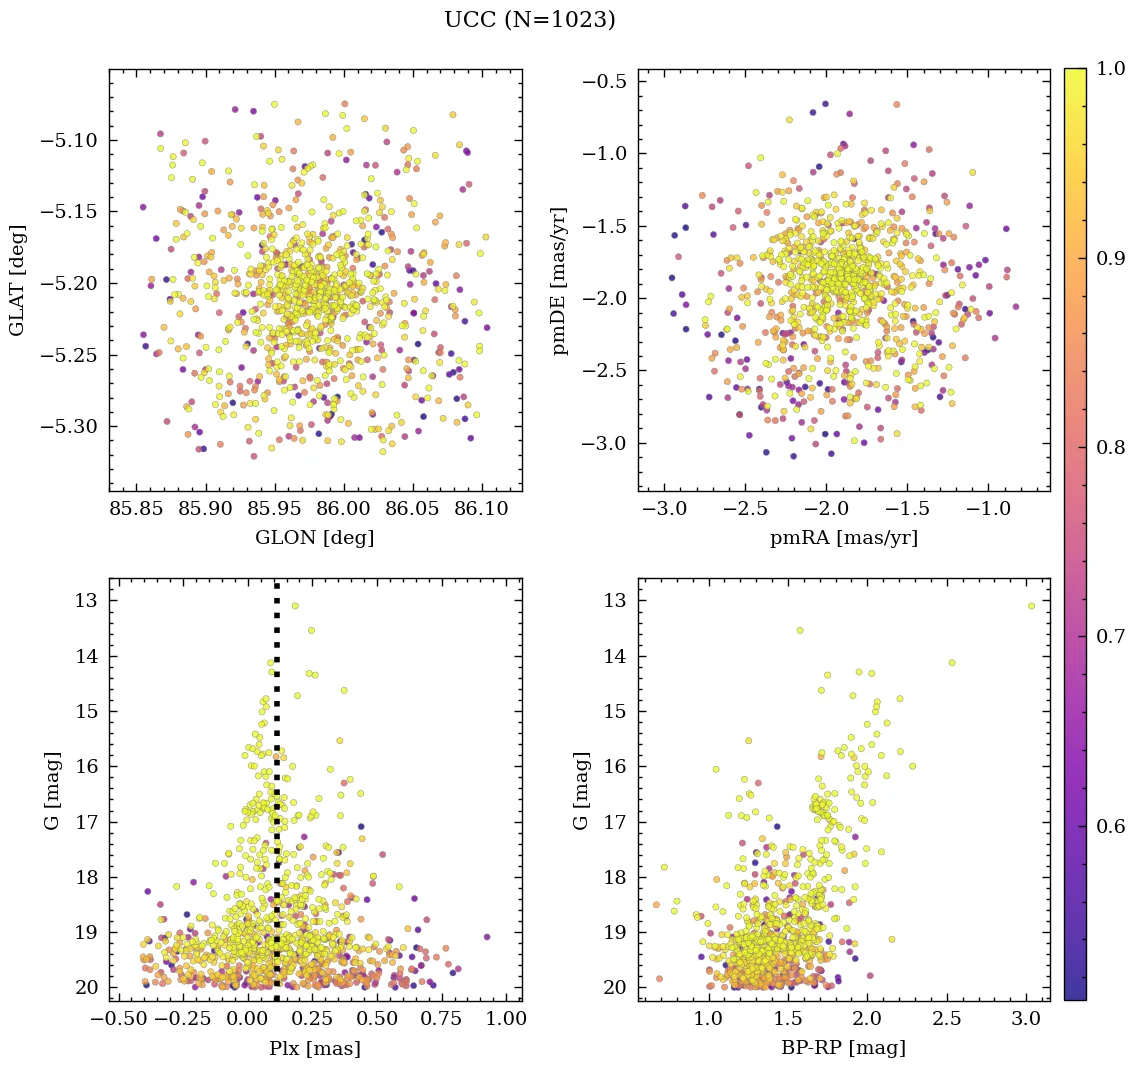 UCC (N=1023)
GLAT [deg]
−5.10
−5.15
−5.20
−5.25
−5.30
85.85 85.90 85.95 86.00 86.05 86.10
GLON [deg]
pmDE [mas/yr]
−0.5
−1.0
−1.5
−2.0
−2.5
−3.0
−3.0 −2.5 −2.0 −1.5 −1.0
pmRA [mas/yr]
G [mag]
13
14
15
16
17
18
19
20
−0.50 −0.25 0.00 0.25 0.50 0.75 1.00
Plx [mas]
G [mag]
13
14
15
16
17
18
19
20
1.0 1.5 2.0 2.5 3.0
BP-RP [mag]
1.0
0.9
0.8
0.7
0.6